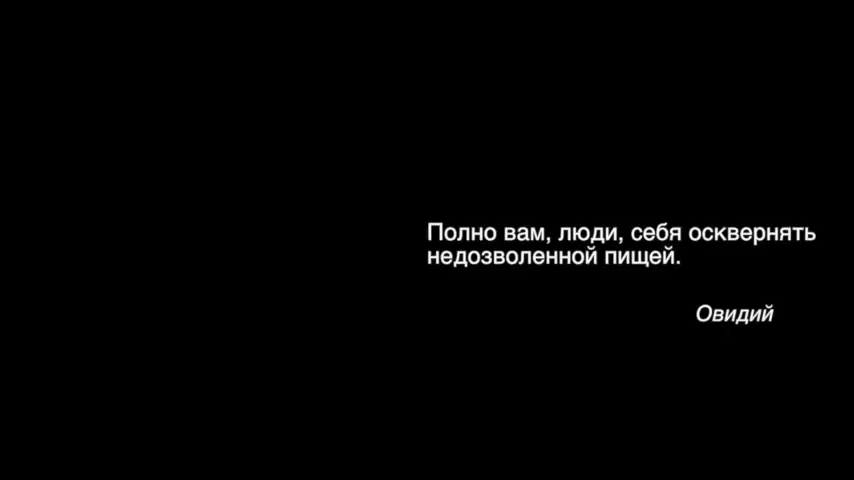 Полно вам, люди, себя осквернять
недозволенной пищей.
Овидий